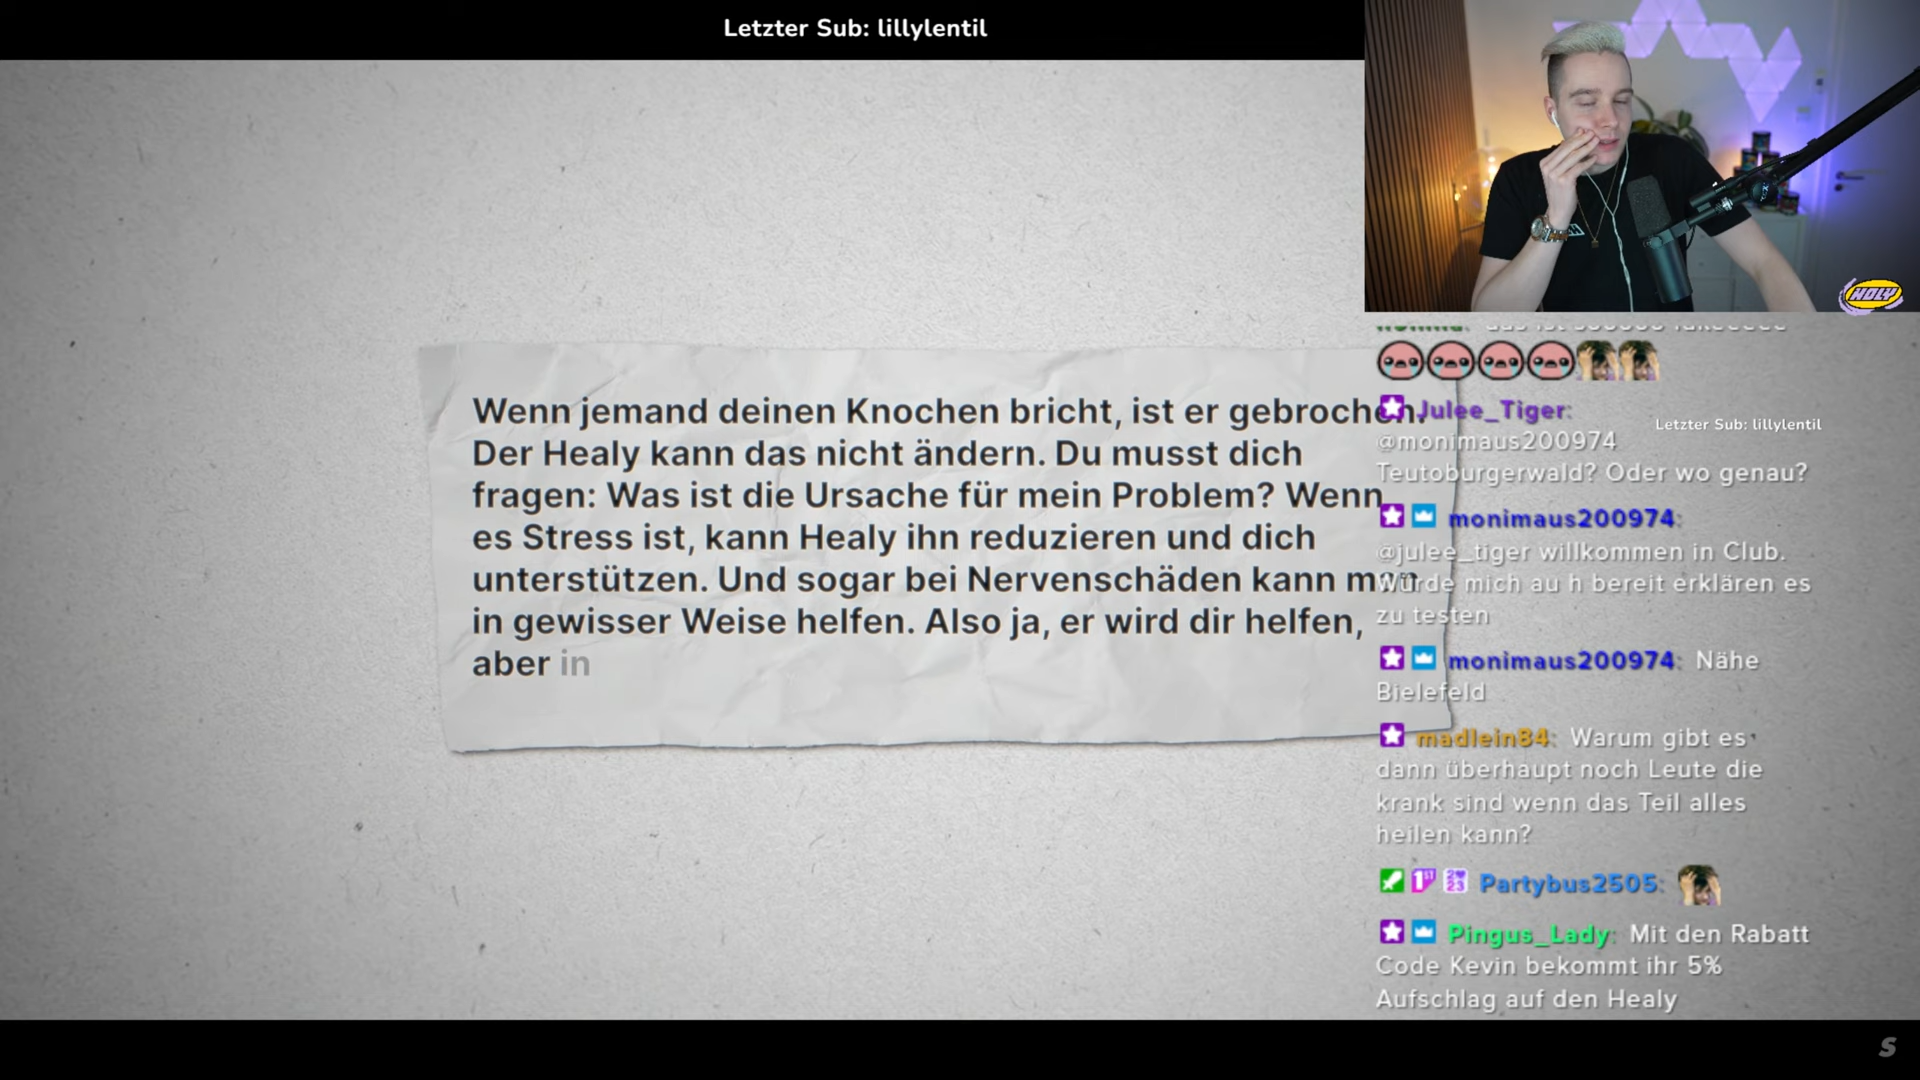 Letzter Sub: lillylentil
Wenn jemand deinen Knochen bricht, ist er gebrochen.
Der Healy kann das nicht ändern. Du musst dich
fragen: Was ist die Ursache für mein Problem? Wenn
es Stress ist, kann Healy ihn reduzieren und dich
unterstützen. Und sogar bei Nervenschäden kann man
in gewisser Weise helfen. Also ja, er wird dir helfen,
aber in
HOLY
Julee_Tiger:
Letzter Sub: lillylentil
@monimaus200974
Teutoburgerwald? Oder wo genau?
monimaus200974:
@julee_tiger willkommen in Club.
Würde mich au h bereit erklären es
zu testen
monimaus200974: Nähe
Bielefeld
madlein84: Warum gibt es
dann überhaupt noch Leute die
krank sind wenn das Teil alles
heilen kann?
Partybus2505:
Pingus_Lady: Mit den Rabatt
Code Kevin bekommt ihr 5%
Aufschlag auf den Healy
S